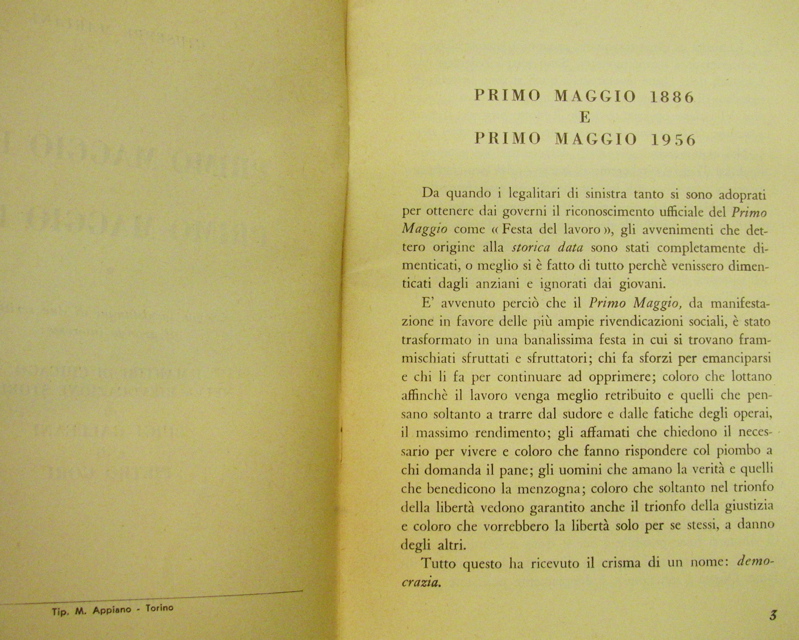 Tip. M. Appiano - Torino
PRIMO MAGGIO 1886
E
PRIMO MAGGIO 1956
Da quando i legalitari di sinistra tanto si sono adoprati
per ottenere dai governi il riconoscimento ufficiale del Primo
Maggio come « Festa del lavoro », gli avvenimenti che det-
tero origine alla storica data sono stati completamente di-
menticati, o meglio si è fatto di tutto perchè venissero dimen-
ticati dagli anziani e ignorati dai giovani.
E' avvenuto perciò che il Primo Maggio, da manifesta-
zione in favore delle più ampie rivendicazioni sociali, è stato
trasformato in una banalissima festa in cui si trovano fram-
mischiati sfruttati e sfruttatori; chi fa sforzi per emanciparsi
e chi li fa per continuare ad opprimere; coloro che lottano
affinchè il lavoro venga meglio retribuito e quelli che pen-
sano soltanto a trarre dal sudore e dalle fatiche degli operai,
il massimo rendimento; gli affamati che chiedono il neces-
sario per vivere e coloro che fanno rispondere col piombo a
chi domanda il pane; gli uomini che amano la verità e quelli
che benedicono la menzogna; coloro che soltanto nel trionfo
della libertà vedono garantito anche il trionfo della giustizia
e coloro che vorrebbero la libertà solo per se stessi, a danno
degli altri.
Tutto questo ha ricevuto il crisma di un nome: demo-
crazia.
3